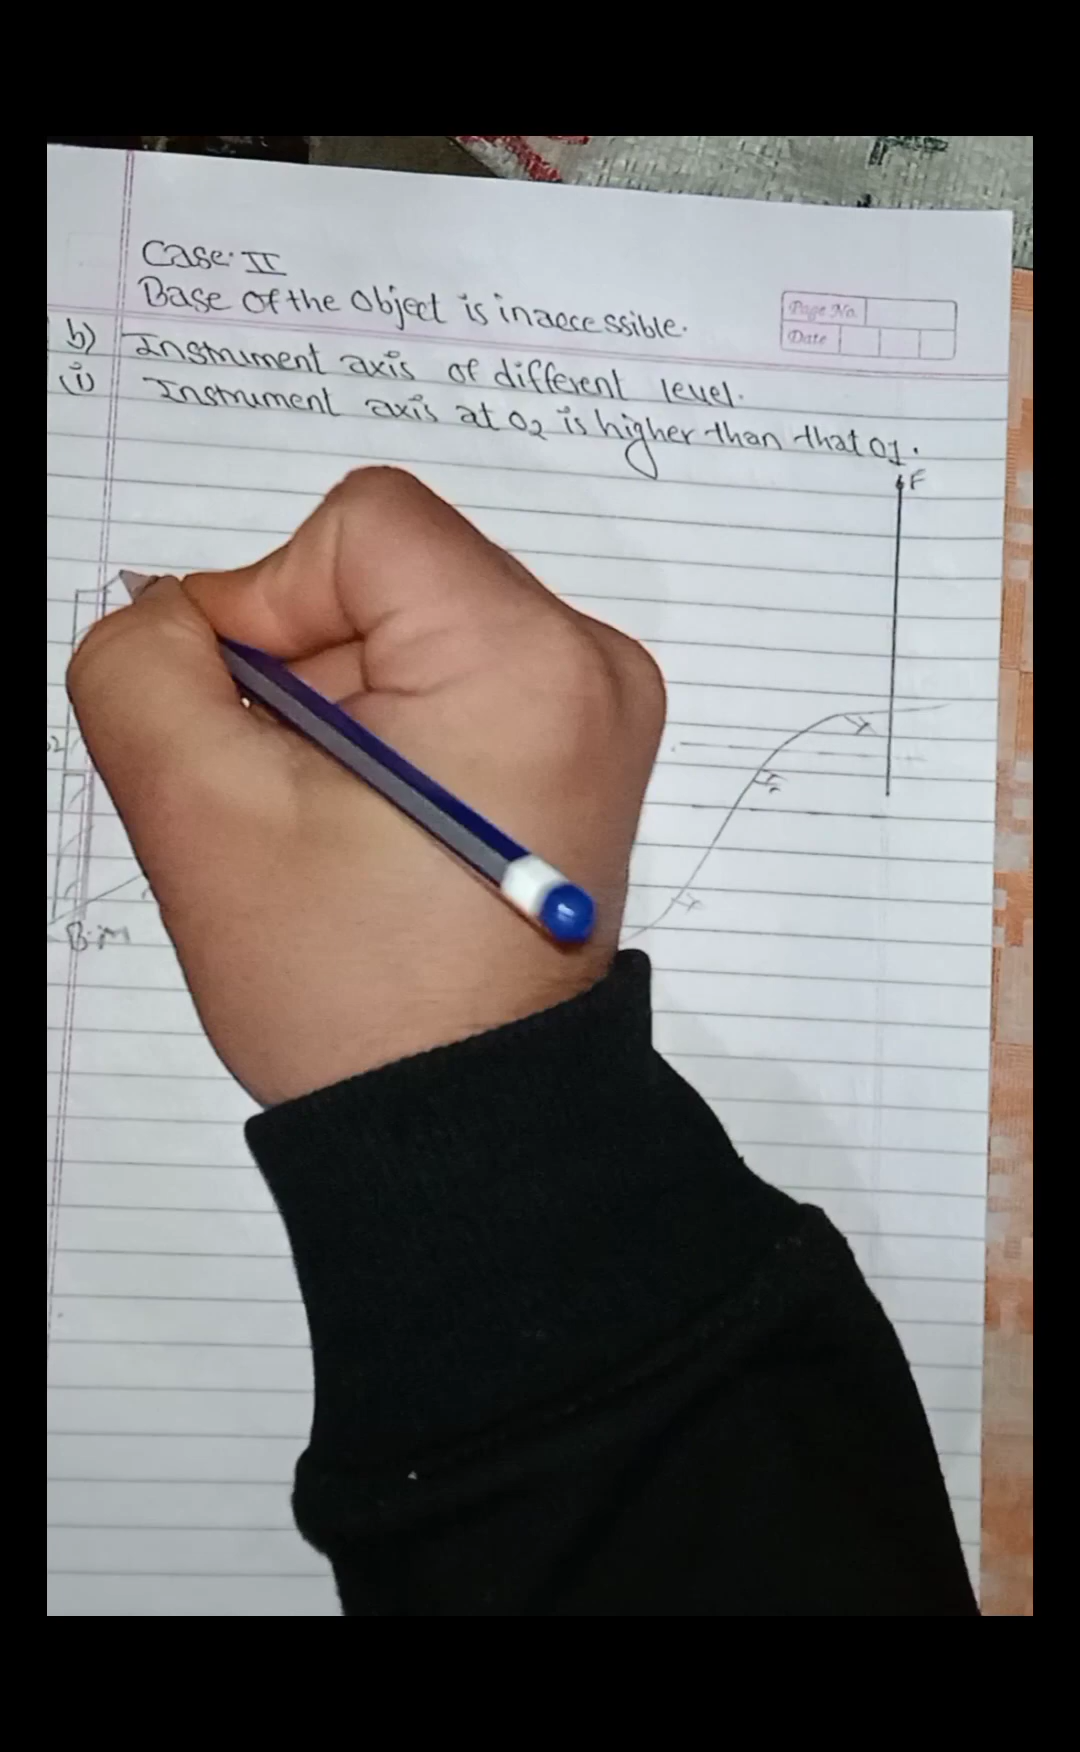 Case·II
Base of the object is inaccessible.
Page No.
Date
b) Instrument axis of different level.
(i) Instrument axis at O2 is higher than that O1.
F
B.M